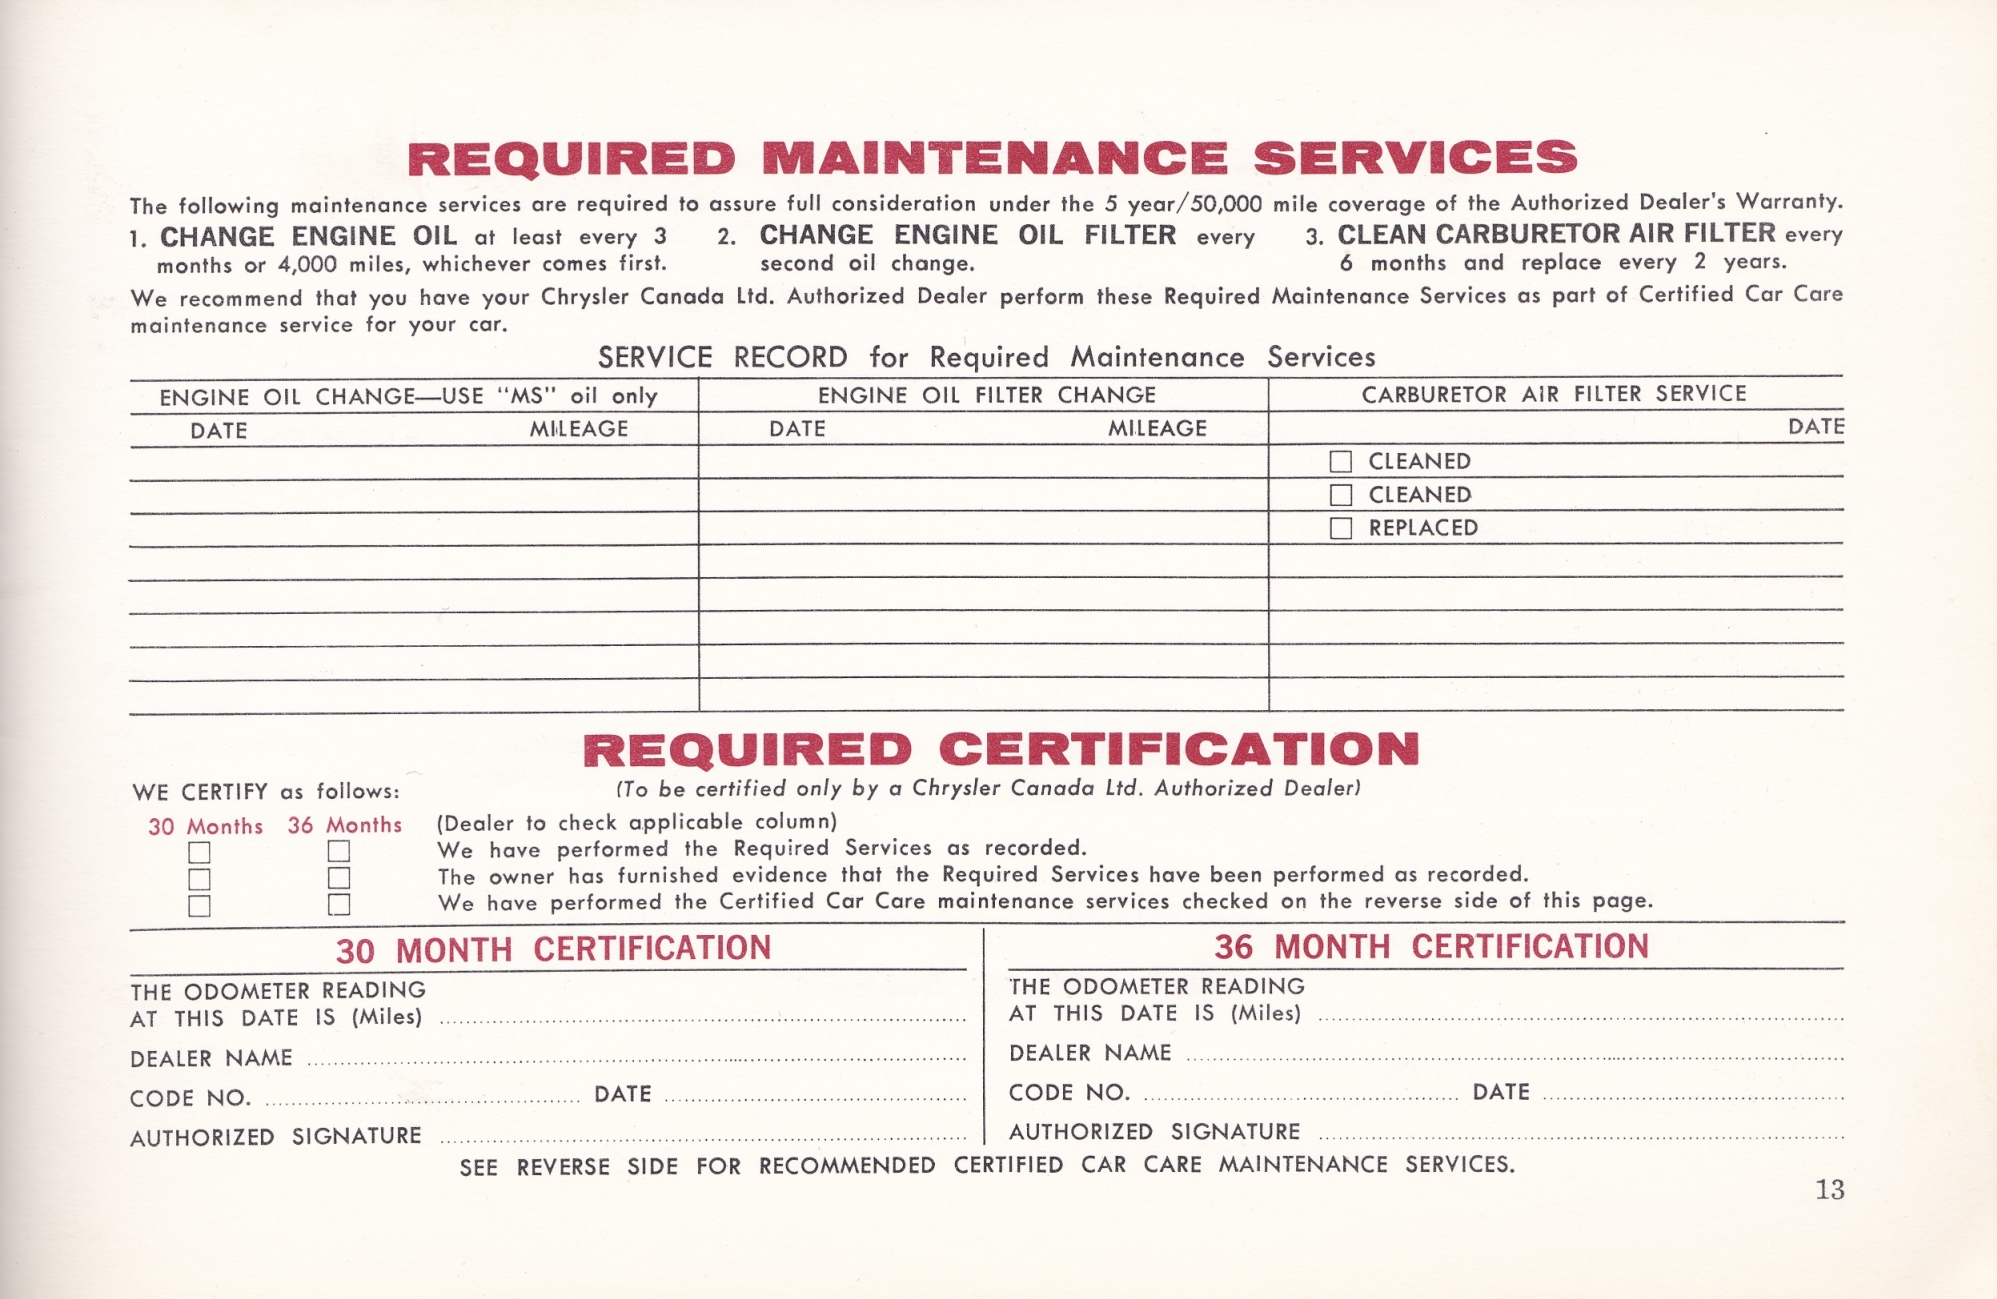 REQUIRED MAINTENANCE SERVICES
The following maintenance services are required to assure full consideration under the 5 year/50,000 mile coverage of the Authorized Dealer's Warranty.
1. CHANGE ENGINE OIL at least every 3
months or 4,000 miles, whichever comes first.
2. CHANGE ENGINE OIL FILTER every
second oil change.
3. CLEAN CARBURETOR AIR FILTER every
6 months and replace every 2 years.
We recommend that you have your Chrysler Canada Ltd. Authorized Dealer perform these Required Maintenance Services as part of Certified Car Care
maintenance service for your car.
SERVICE RECORD for Required Maintenance Services
ENGINE OIL CHANGE—USE "MS" oil only
ENGINE OIL FILTER CHANGE
CARBURETOR AIR FILTER SERVICE
DATE MILEAGE DATE MILEAGE DATE
CLEANED
CLEANED
REPLACED
REQUIRED CERTIFICATION
(To be certified only by a Chrysler Canada Ltd. Authorized Dealer)
WE CERTIFY as follows:
30 Months 36 Months (Dealer to check applicable column)
We have performed the Required Services as recorded.
The owner has furnished evidence that the Required Services have been performed as recorded.
We have performed the Certified Car Care maintenance services checked on the reverse side of this page.
30 MONTH CERTIFICATION
THE ODOMETER READING
AT THIS DATE IS (Miles)
DEALER NAME
CODE NO. DATE
AUTHORIZED SIGNATURE
36 MONTH CERTIFICATION
THE ODOMETER READING
AT THIS DATE IS (Miles)
DEALER NAME
CODE NO. DATE
AUTHORIZED SIGNATURE
SEE REVERSE SIDE FOR RECOMMENDED CERTIFIED CAR CARE MAINTENANCE SERVICES.
13